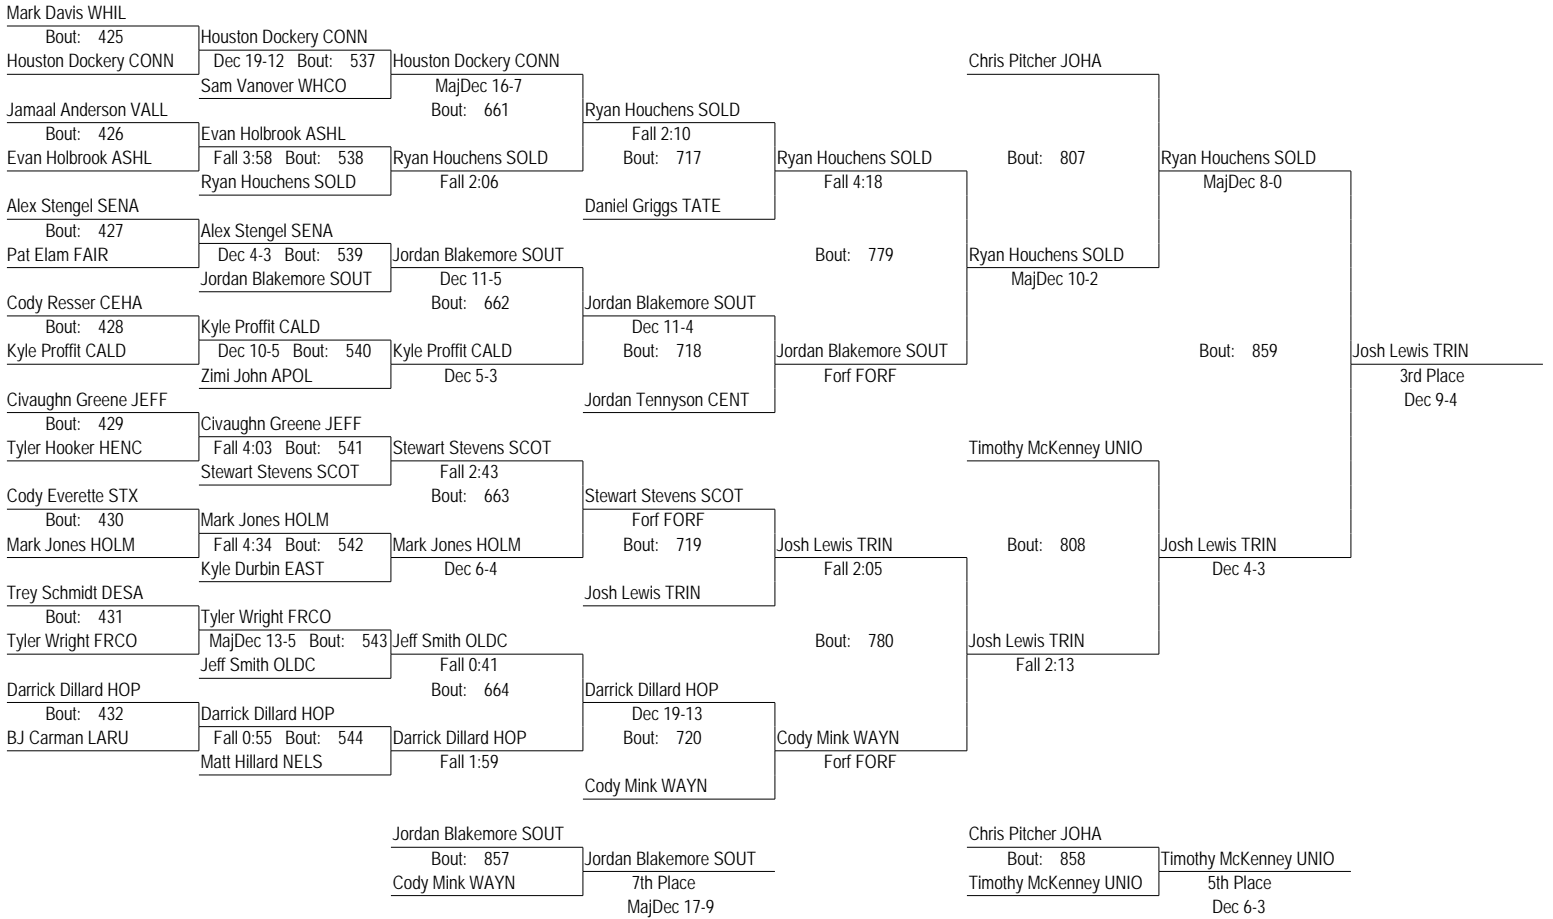 Mark Davis WHIL
Bout: 425 Houston Dockery CONN
Houston Dockery CONN Dec 19-12 Bout: 537 Houston Dockery CONN Chris Pitcher JOHA
Sam Vanover WHCO MajDec 16-7
Jamaal Anderson VALL Bout: 661 Ryan Houchens SOLD
Bout: 426 Evan Holbrook ASHL Fall 2:10
Evan Holbrook ASHL Fall 3:58 Bout: 538 Ryan Houchens SOLD Bout: 717 Ryan Houchens SOLD Bout: 807 Ryan Houchens SOLD
Ryan Houchens SOLD Fall 2:06 Fall 4:18 MajDec 8-0
Alex Stengel SENA Daniel Griggs TATE
Bout: 427 Alex Stengel SENA
Pat Elam FAIR Dec 4-3 Bout: 539 Jordan Blakemore SOUT Bout: 779 Ryan Houchens SOLD
Jordan Blakemore SOUT Dec 11-5 MajDec 10-2
Cody Resser CEHA Bout: 662 Jordan Blakemore SOUT
Bout: 428 Kyle Proffit CALD Dec 11-4
Kyle Proffit CALD Dec 10-5 Bout: 540 Kyle Proffit CALD Bout: 718 Jordan Blakemore SOUT Bout: 859 Josh Lewis TRIN
Zimi John APOL Dec 5-3 Forf FORF 3rd Place
Civaughn Greene JEFF Jordan Tennyson CENT Dec 9-4
Bout: 429 Civaughn Greene JEFF
Tyler Hooker HENC Fall 4:03 Bout: 541 Stewart Stevens SCOT Timothy McKenney UNIO
Stewart Stevens SCOT Fall 2:43
Cody Everette STX Bout: 663 Stewart Stevens SCOT
Bout: 430 Mark Jones HOLM Forf FORF
Mark Jones HOLM Fall 4:34 Bout: 542 Mark Jones HOLM Bout: 719 Josh Lewis TRIN Bout: 808 Josh Lewis TRIN
Kyle Durbin EAST Dec 6-4 Fall 2:05 Dec 4-3
Trey Schmidt DESA Josh Lewis TRIN
Bout: 431 Tyler Wright FRCO
Tyler Wright FRCO MajDec 13-5 Bout: 543 Jeff Smith OLDC Bout: 780 Josh Lewis TRIN
Jeff Smith OLDC Fall 0:41 Fall 2:13
Darrick Dillard HOP Bout: 664 Darrick Dillard HOP
Bout: 432 Darrick Dillard HOP Dec 19-13
BJ Carman LARU Fall 0:55 Bout: 544 Darrick Dillard HOP Bout: 720 Cody Mink WAYN
Matt Hillard NELS Fall 1:59 Forf FORF
Cody Mink WAYN
Jordan Blakemore SOUT Chris Pitcher JOHA
Bout: 857 Jordan Blakemore SOUT Bout: 858 Timothy McKenney UNIO
Cody Mink WAYN 7th Place Timothy McKenney UNIO 5th Place
MajDec 17-9 Dec 6-3